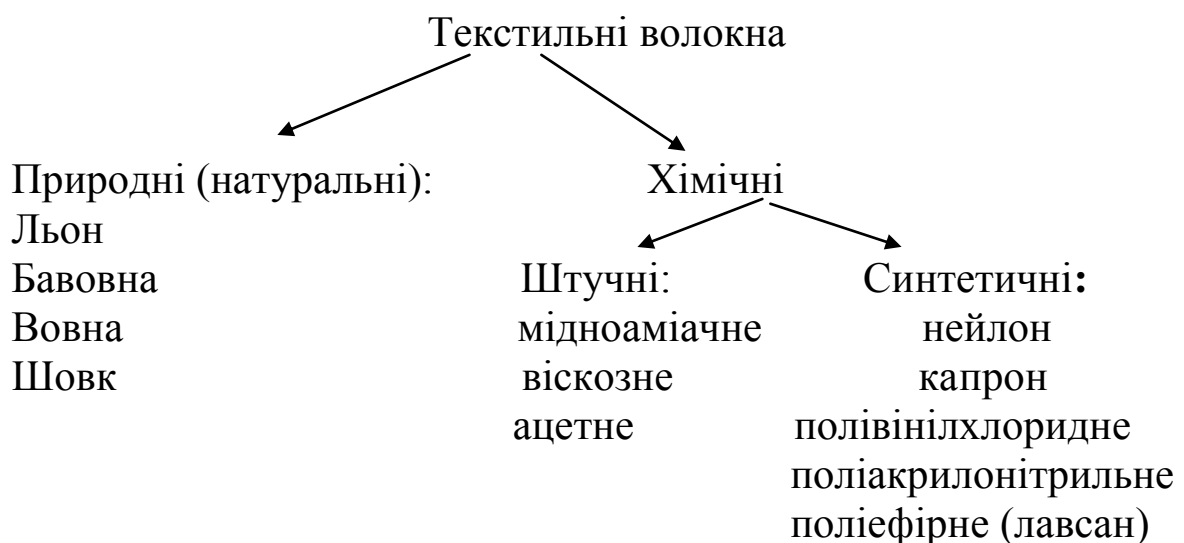 Текстильні волокна
Природні (натуральні): Хімічні
Льон
Бавовна Штучні: Синтетичні:
Вовна мідноаміачне нейлон
Шовк віскозне капрон
ацетне полівінілхлоридне
поліакрилонітрильне
поліефірне (лавсан)